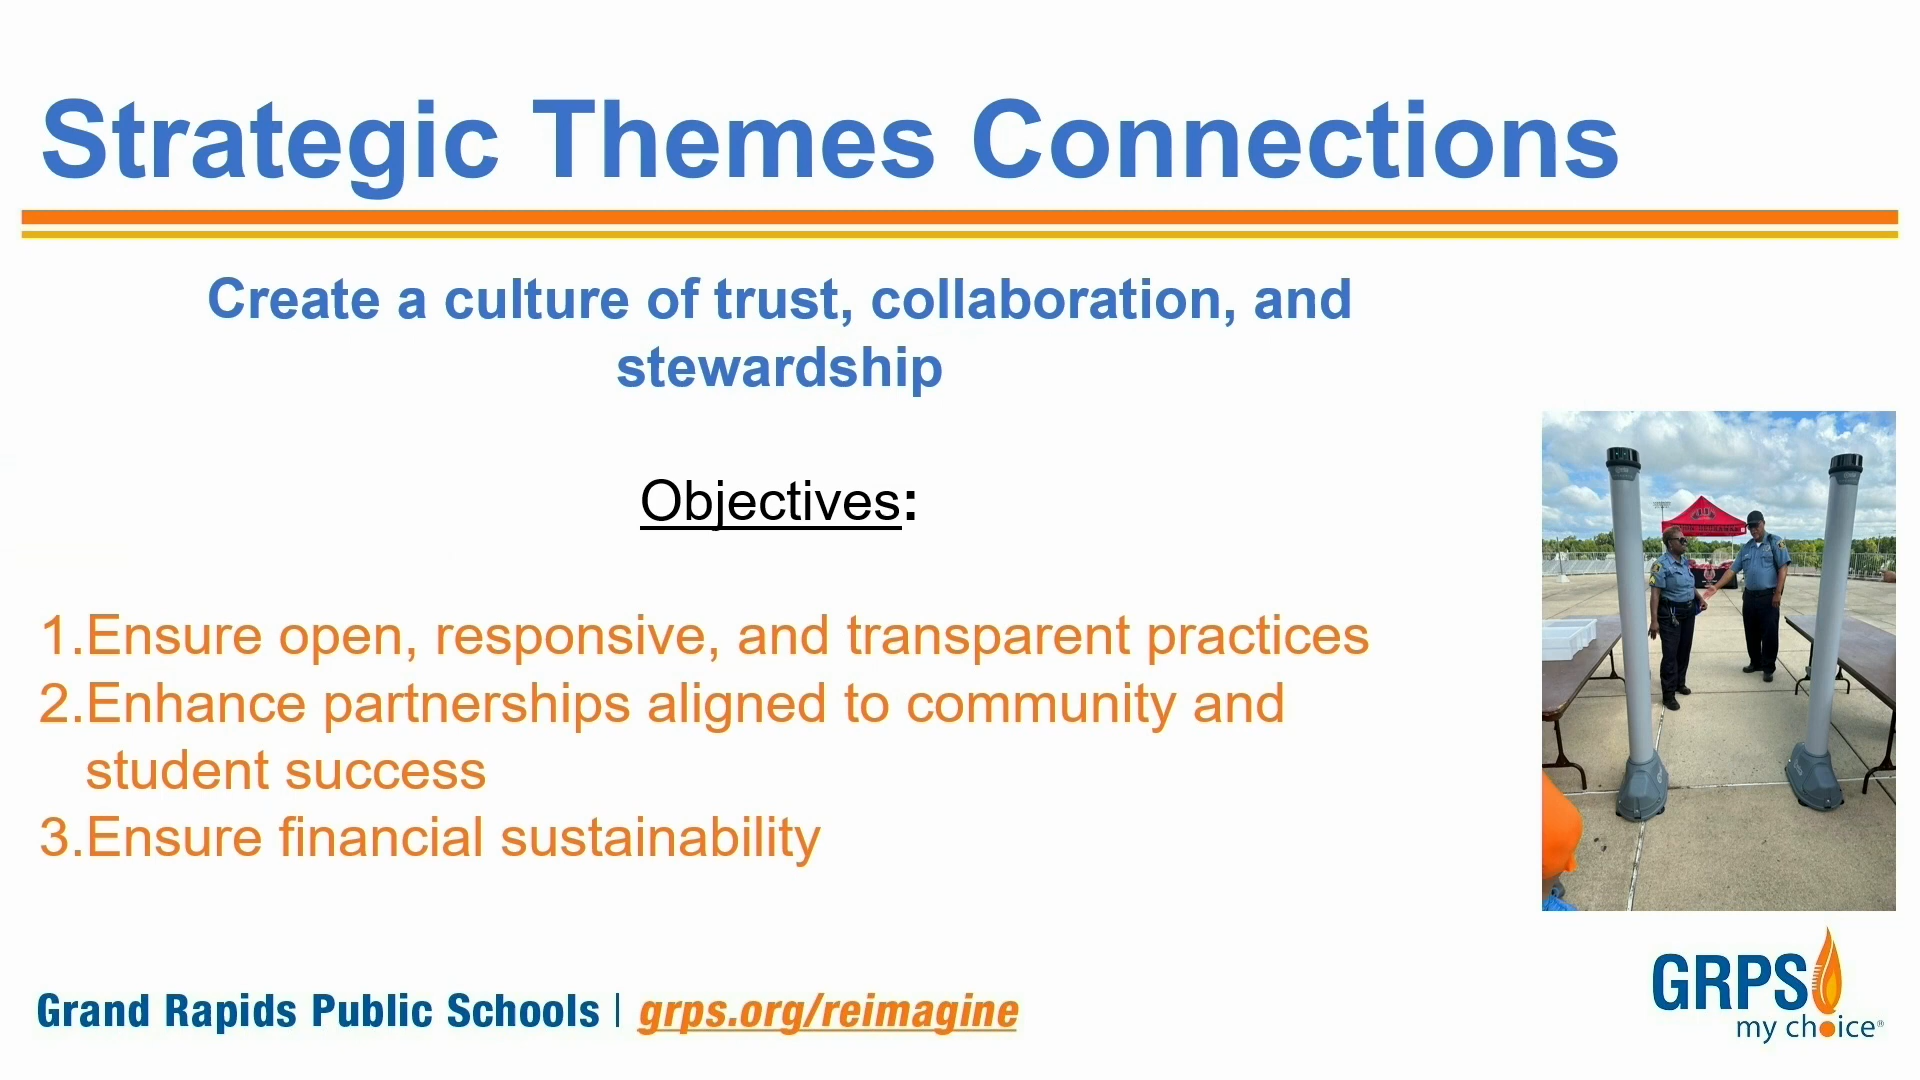 Strategic Themes Connections
Create a culture of trust, collaboration, and
stewardship
Objectives:
1.Ensure open, responsive, and transparent practices
2.Enhance partnerships aligned to community and
student success
3.Ensure financial sustainability
Grand Rapids Public Schools | grps.org/reimagine
GRPS
my choice®